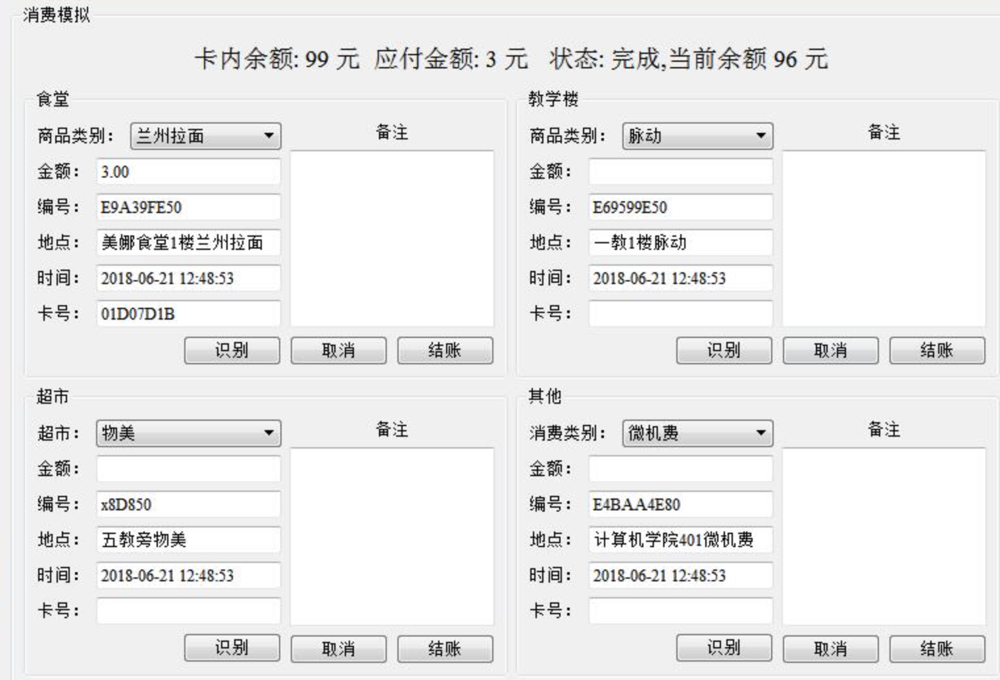 消费模拟
卡内余额: 99 元 应付金额: 3 元 状态: 完成,当前余额 96 元
食堂
商品类别： 兰州拉面 备注
金额： 3.00
编号： E9A39FE50
地点： 美娜食堂1楼兰州拉面
时间： 2018-06-21 12:48:53
卡号： 01D07D1B
识别 取消 结账
教学楼
商品类别： 脉动 备注
金额：
编号： E69599E50
地点： 一教1楼脉动
时间： 2018-06-21 12:48:53
卡号：
识别 取消 结账
超市
超市： 物美 备注
金额：
编号： x8D850
地点： 五教旁物美
时间： 2018-06-21 12:48:53
卡号：
识别 取消 结账
其他
消费类别： 微机费 备注
金额：
编号： E4BAA4E80
地点： 计算机学院401微机费
时间： 2018-06-21 12:48:53
卡号：
识别 取消 结账